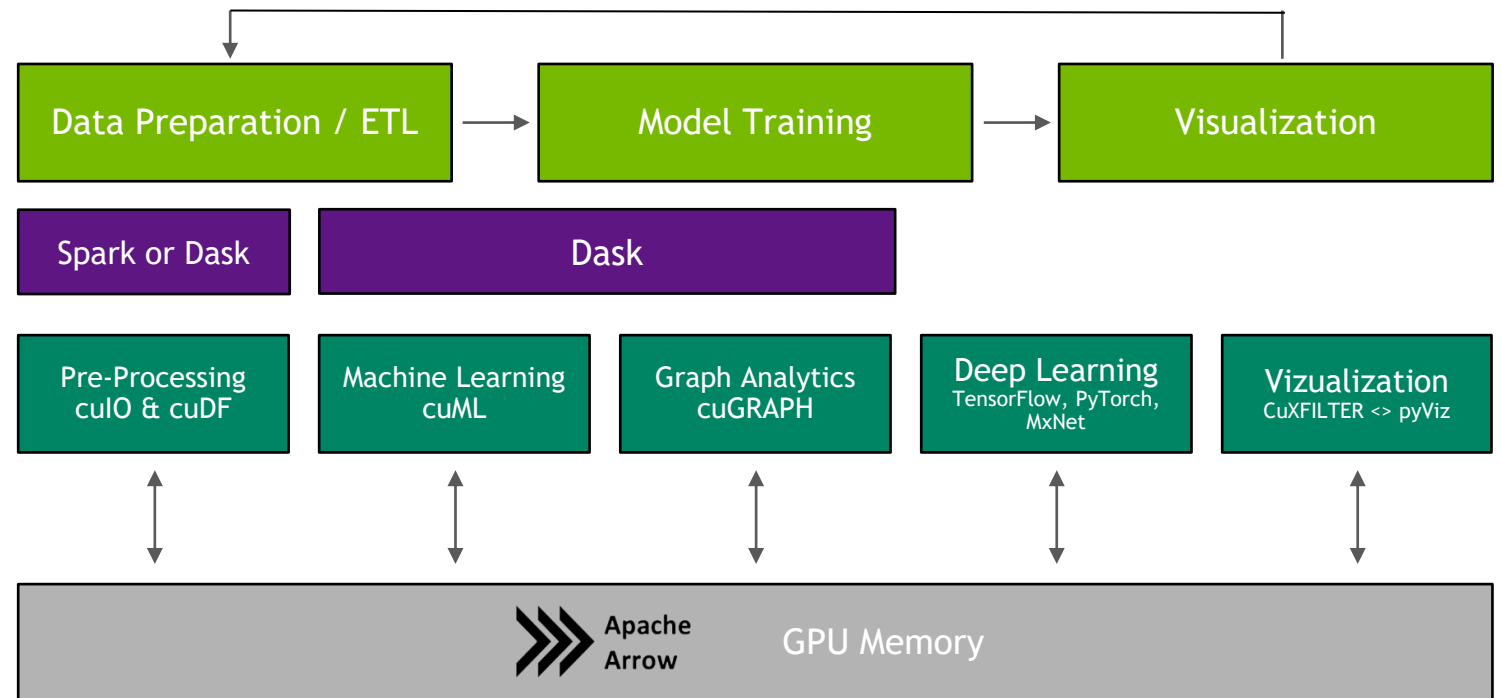 Data Preparation / ETL
Model Training
Visualization
Spark or Dask
Dask
Pre-Processing
cuIO & cuDF
Machine Learning
cuML
Graph Analytics
cuGRAPH
Deep Learning
TensorFlow, PyTorch,
MxNet
Vizualization
CuXFILTER <> pyViz
Apache
Arrow
GPU Memory